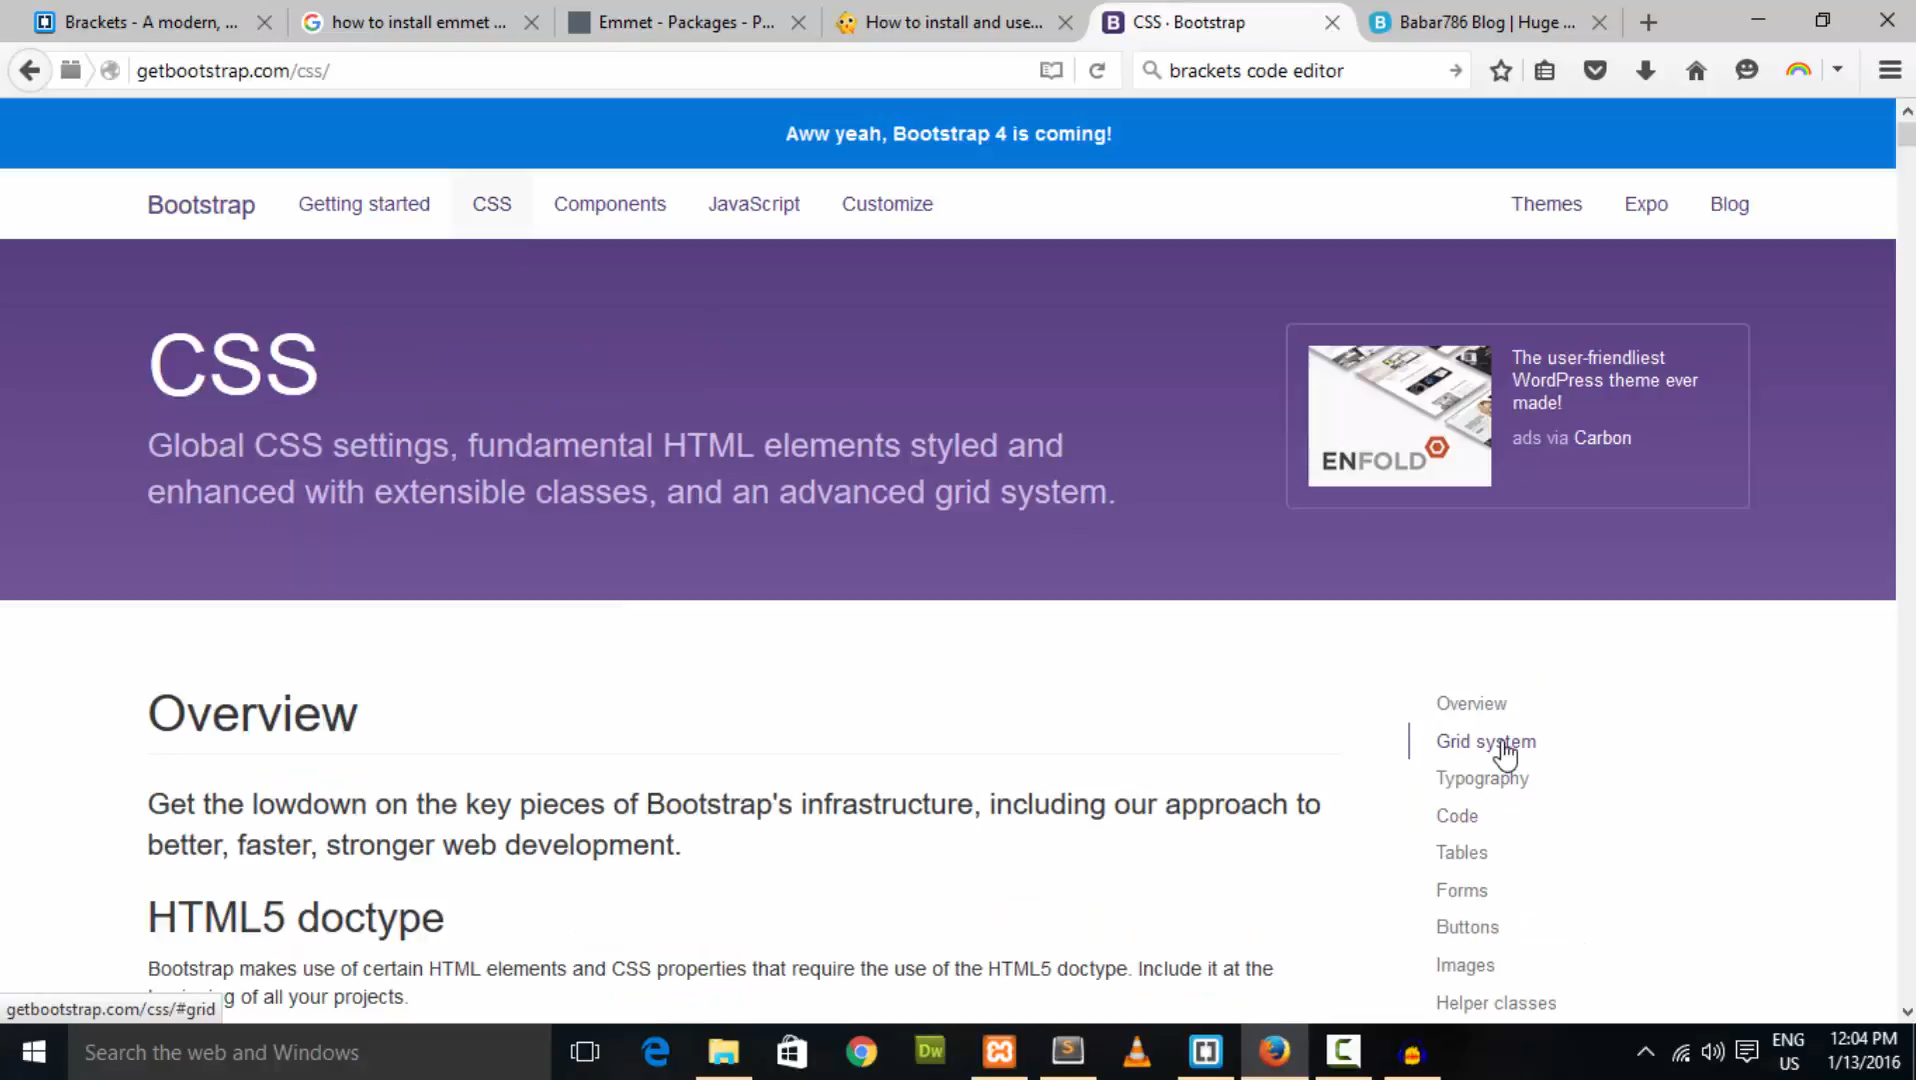 Brackets - A modern, ...
how to install emmet ...
Emmet - Packages - P...
How to install and use...
CSS · Bootstrap
Babar786 Blog | Huge ...
getbootstrap.com/css/
brackets code editor
Aww yeah, Bootstrap 4 is coming!
Bootstrap
Getting started
CSS
Components
JavaScript
Customize
Themes
Expo
Blog
CSS
Global CSS settings, fundamental HTML elements styled and
enhanced with extensible classes, and an advanced grid system.
ENFOLD
The user-friendliest
WordPress theme ever
made!
ads via Carbon
Overview
Get the lowdown on the key pieces of Bootstrap's infrastructure, including our approach to
better, faster, stronger web development.
HTML5 doctype
Bootstrap makes use of certain HTML elements and CSS properties that require the use of the HTML5 doctype. Include it at the
of all your projects.
Overview
Grid system
Typography
Code
Tables
Forms
Buttons
Images
Helper classes
getbootstrap.com/css/#grid
Search the web and Windows
Dw
ENG
US
12:04 PM
1/13/2016